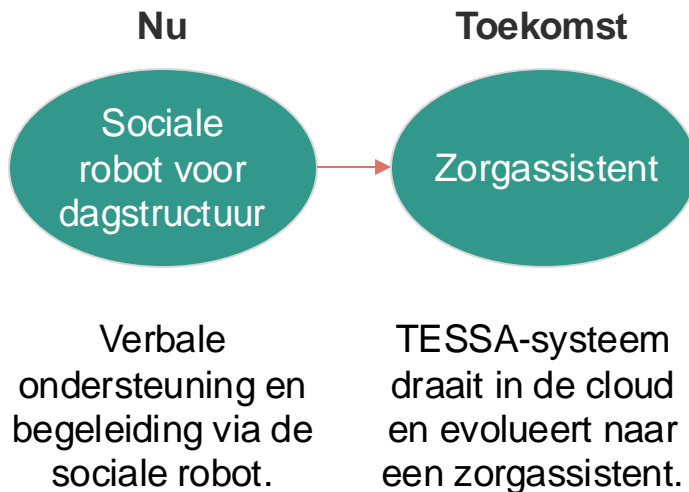 Nu
Toekomst
Sociale
robot voor
dagstructuur
Zorgassistent
Verbale
ondersteuning en
begeleiding via de
sociale robot.
TESSA-systeem
draait in de cloud
en evolueert naar
een zorgassistent.